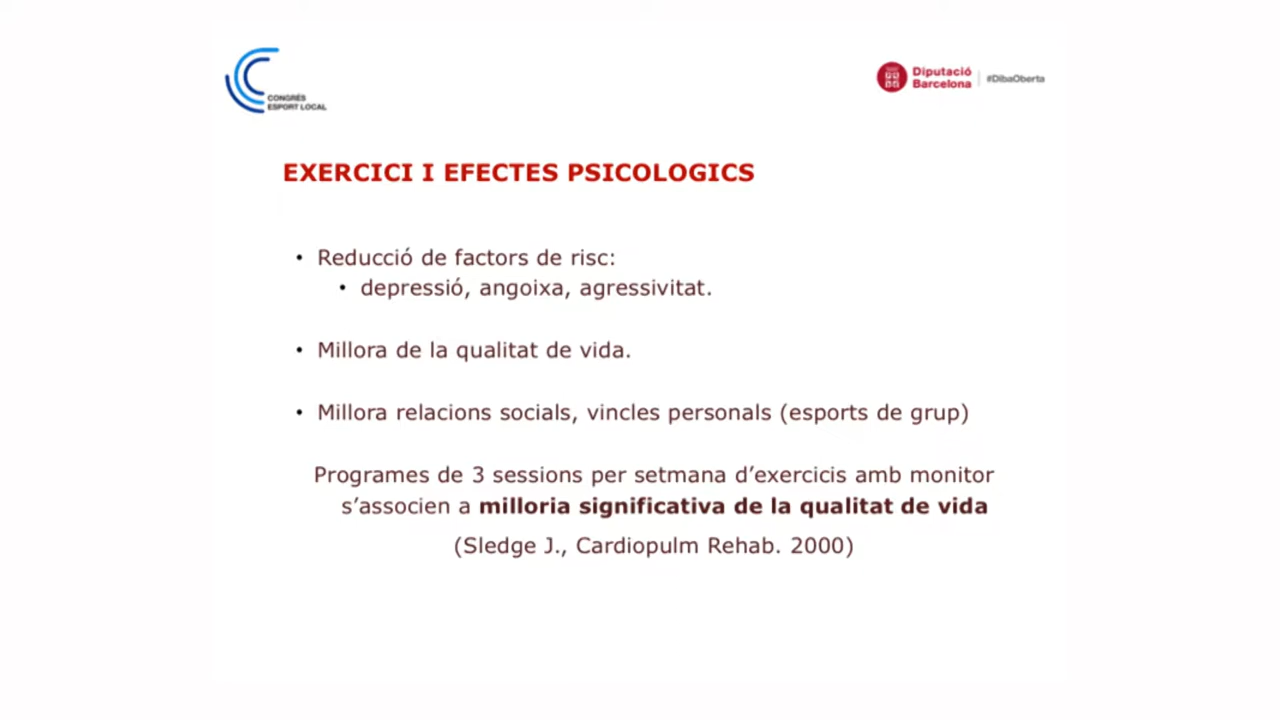 CONGRÉS
ESPORT LOCAL
Diputació
Barcelona
#DibaOberta
EXERCICI I EFECTES PSICOLOGICS
• Reducció de factors de risc:
• depressió, angoixa, agressivitat.
• Millora de la qualitat de vida.
• Millora relacions socials, vincles personals (esports de grup)
Programes de 3 sessions per setmana d’exercicis amb monitor
s’associen a milloria significativa de la qualitat de vida
(Sledge J., Cardiopulm Rehab. 2000)